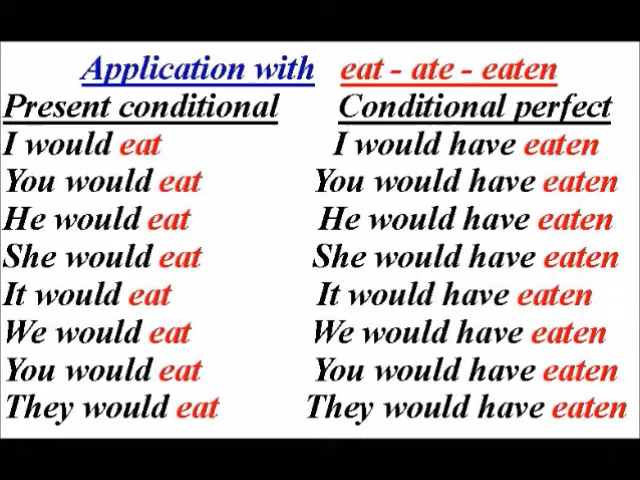 Application with eat - ate - eaten
Present conditional Conditional perfect
I would eat I would have eaten
You would eat You would have eaten
He would eat He would have eaten
She would eat She would have eaten
It would eat It would have eaten
We would eat We would have eaten
You would eat You would have eaten
They would eat They would have eaten